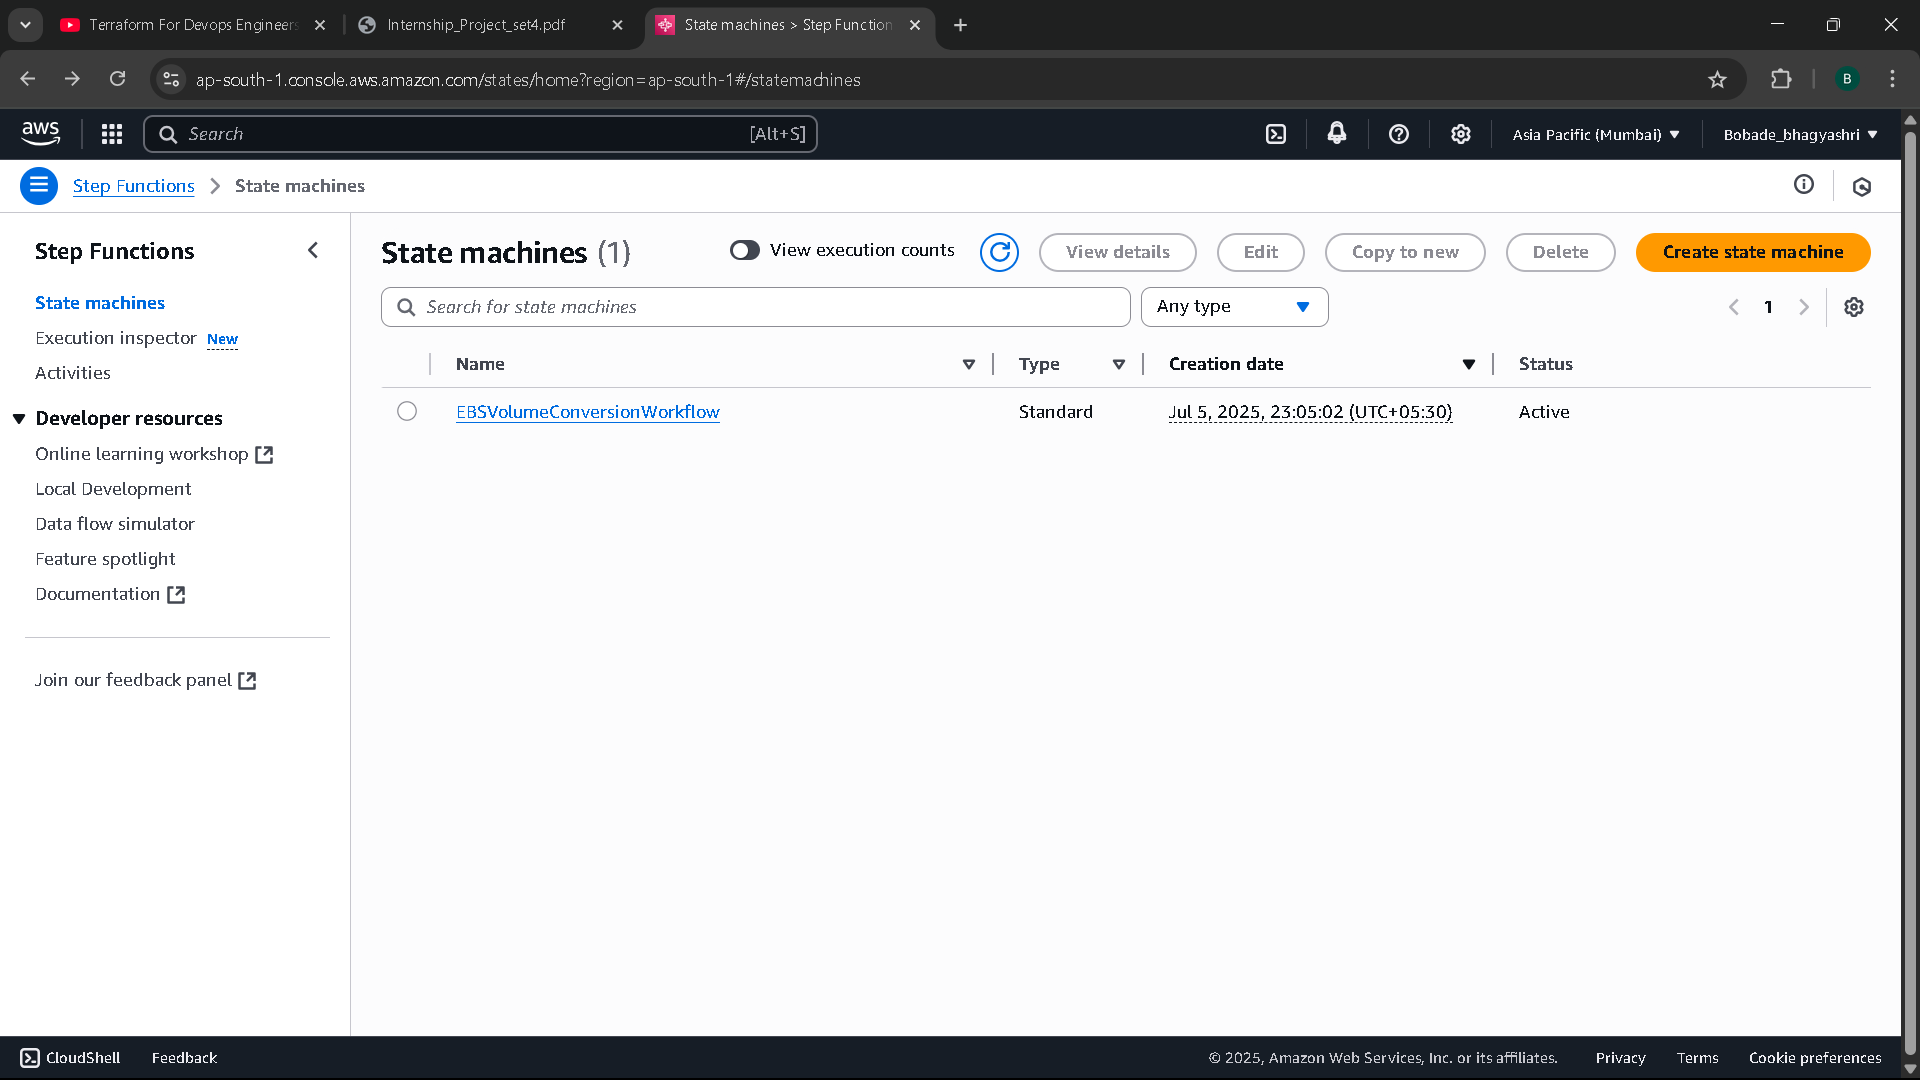 Terraform For Devops Engineers
Internship_Project_set4.pdf
State machines > Step Function
ap-south-1.console.aws.amazon.com/states/home?region=ap-south-1#/statemachines
B
aws
Search
[Alt+S]
Asia Pacific (Mumbai)
Bobade_bhagyashri
Step Functions
State machines
Step Functions
State machines
Execution inspector New
Activities
Developer resources
Online learning workshop
Local Development
Data flow simulator
Feature spotlight
Documentation
Join our feedback panel
State machines (1)
View execution counts
View details
Edit
Copy to new
Delete
Create state machine
Search for state machines
Any type
1
Name
Type
Creation date
Status
EBSVolumeConversionWorkflow
Standard
Jul 5, 2025, 23:05:02 (UTC+05:30)
Active
CloudShell
Feedback
© 2025, Amazon Web Services, Inc. or its affiliates.
Privacy
Terms
Cookie preferences